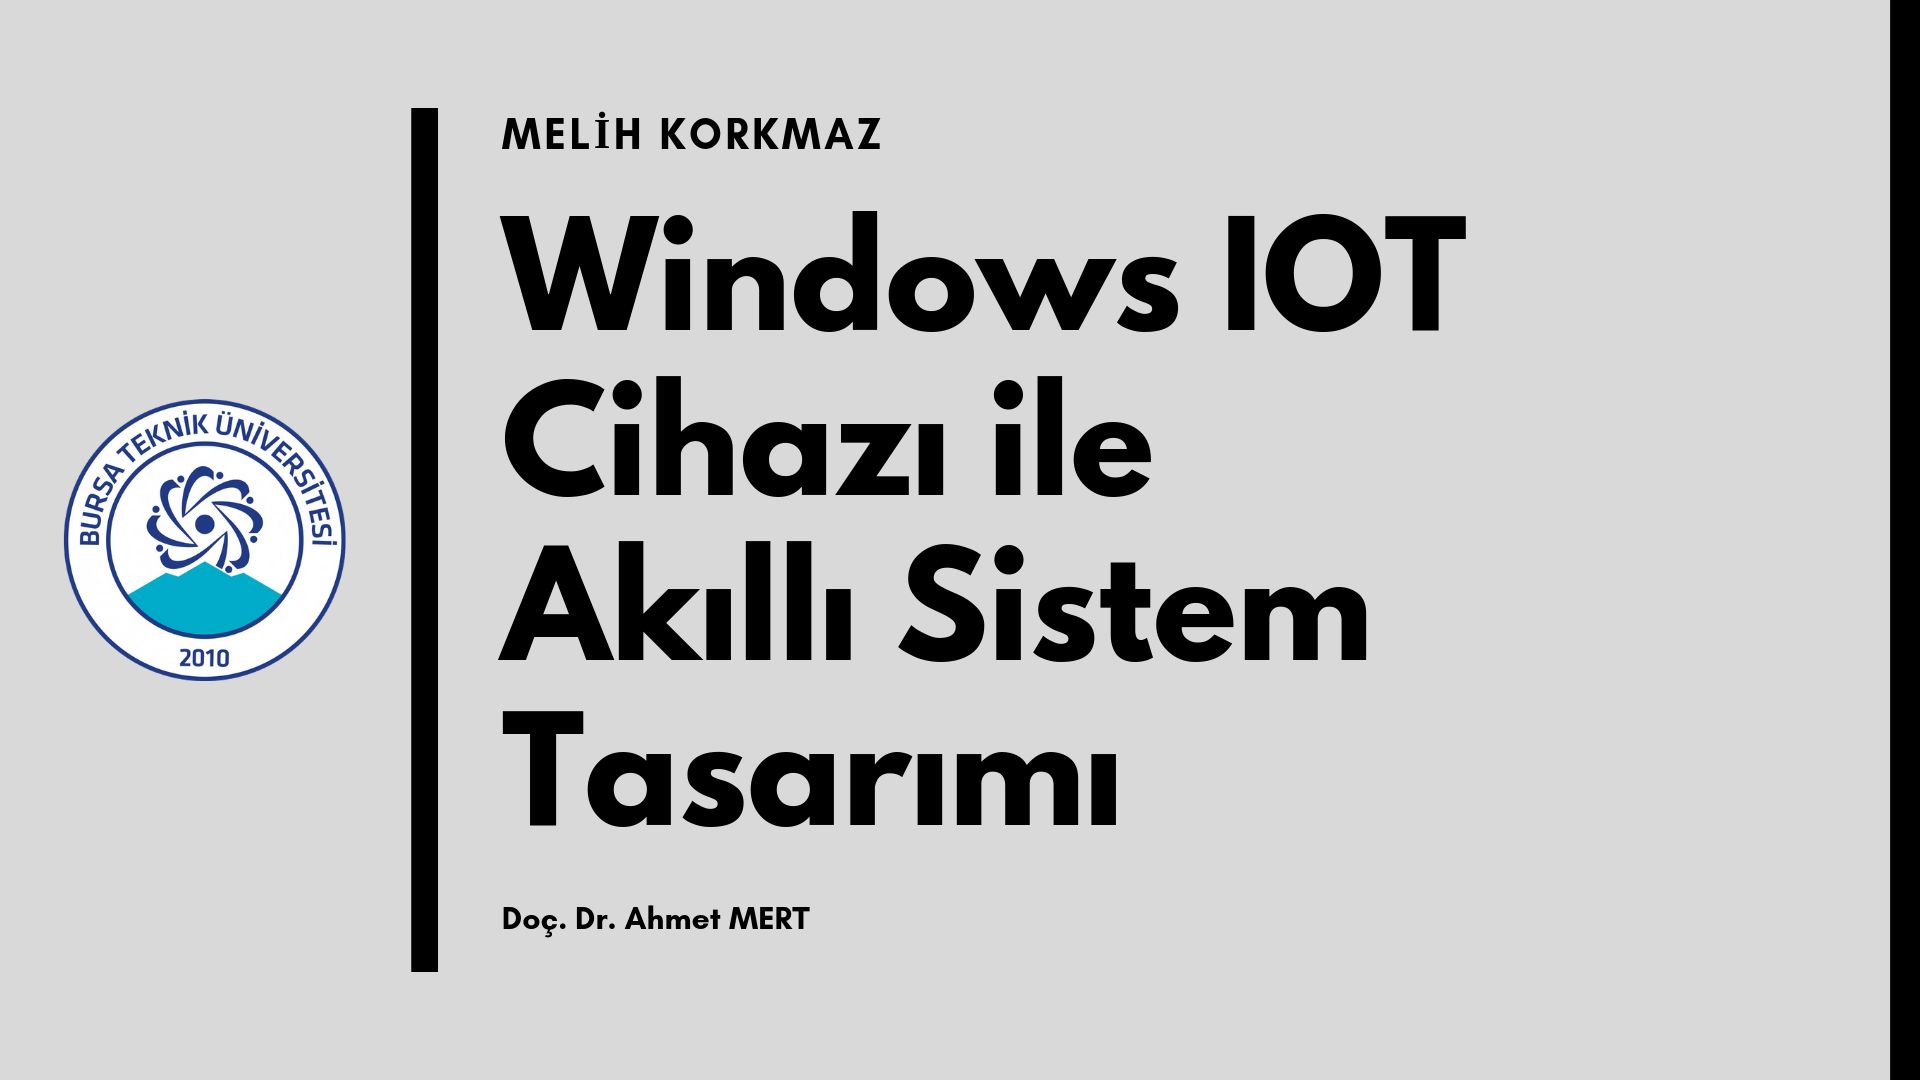 MELİH KORKMAZ
Windows IOT
Cihazı ile
Akıllı Sistem
Tasarımı
Doç. Dr. Ahmet MERT
BURSA TEKNİK ÜNİVERSİTESİ
2010